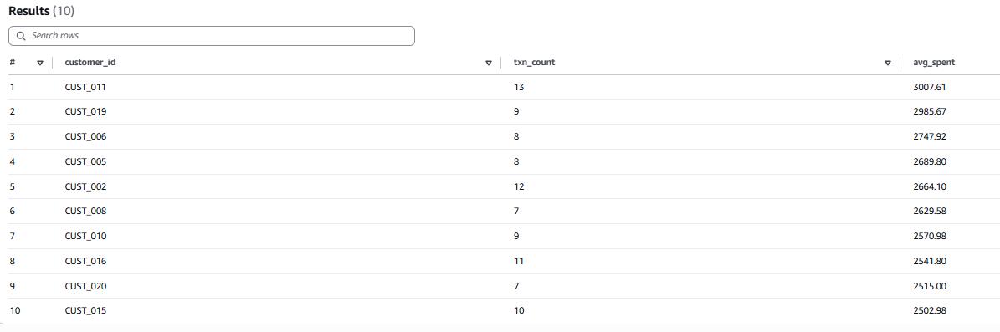 Results (10)
Search rows
# customer_id txn_count avg_spent
1 CUST_011 13 3007.61
2 CUST_019 9 2985.67
3 CUST_006 8 2747.92
4 CUST_005 8 2689.80
5 CUST_002 12 2664.10
6 CUST_008 7 2629.58
7 CUST_010 9 2570.98
8 CUST_016 11 2541.80
9 CUST_020 7 2515.00
10 CUST_015 10 2502.98